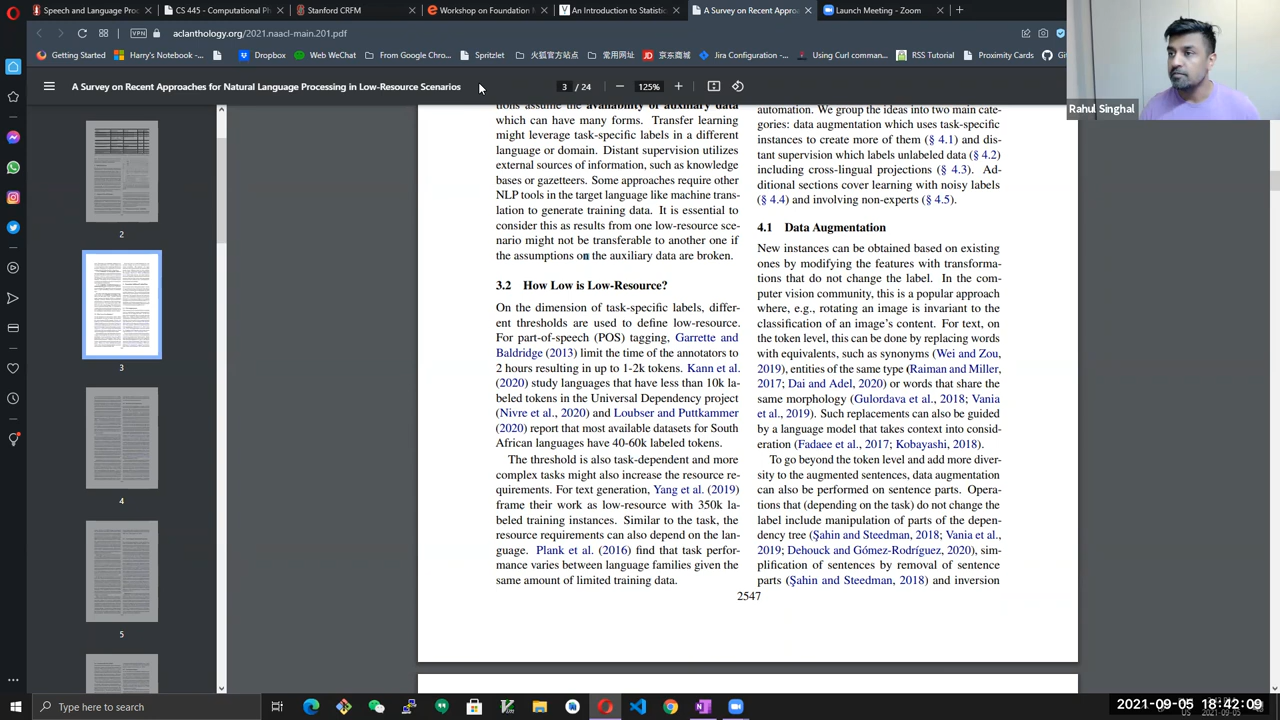 Speech and Language Proce
CS 445 - Computational Ph
Stanford CRFM
Workshop on Foundation M
An Introduction to Statistic
A Survey on Recent Approa
Launch Meeting - Zoom
VPN
aclanthology.org/2021.naacl-main.201.pdf
Getting Started
Harry's Notebook -...
Dropbox
Web WeChat
From Google Chro...
Spritzlet
火狐官方站点
常用网址
京东商城
Jira Configuration -...
Using Curl comman...
RSS Tutorial
Proximity Cards
A Survey on Recent Approaches for Natural Language Processing in Low-Resource Scenarios
3 / 24
125%
Rahul Singhal
2
3
4
5
tions assume the availability of auxiliary data
which can have many forms. Transfer learning
might leverage task-specific labels in a different
language or domain. Distant supervision utilizes
external sources of information, such as knowledge
bases or gazetteers. Some approaches require other
NLP tools in the target language like machine trans-
lation to generate training data. It is essential to
consider this as results from one low-resource sce-
nario might not be transferable to another one if
the assumptions on the auxiliary data are broken.
3.2 How Low is Low-Resource?
On the dimension of task-specific labels, differ-
ent thresholds are used to define low-resource.
For part-of-speech (POS) tagging, Garrette and
Baldridge (2013) limit the time of the annotators to
2 hours resulting in up to 1-2k tokens. Kann et al.
(2020) study languages that have less than 10k la-
beled tokens in the Universal Dependency project
(Nivre et al., 2020) and Loubser and Puttkammer
(2020) report that most available datasets for South
African languages have 40-60k labeled tokens.
The threshold is also task-dependent and more
complex tasks might also increase the resource re-
quirements. For text generation, Yang et al. (2019)
frame their work as low-resource with 350k la-
beled training instances. Similar to the task, the
resource requirements can also depend on the lan-
guage. Plank et al. (2016) find that task perfor-
mance varies between language families given the
same amount of limited training data.
automation. We group the ideas into two main cate-
gories: data augmentation which uses task-specific
instances to create more of them (§ 4.1) and dis-
tant supervision which labels unlabeled data (§ 4.2)
including cross-lingual projections (§ 4.3). Ad-
ditional sections cover learning with noisy labels
(§ 4.4) and involving non-experts (§ 4.5).
4.1 Data Augmentation
New instances can be obtained based on existing
ones by modifying the features with transforma-
tions that do not change the label. In the com-
puter vision community, this is a popular approach
where, e.g., rotating an image is invariant to the
classification of an image's content. For text, on
the token level, this can be done by replacing words
with equivalents, such as synonyms (Wei and Zou,
2019), entities of the same type (Raiman and Miller,
2017; Dai and Adel, 2020) or words that share the
same morphology (Gulordava et al., 2018; Vania
et al., 2019). Such replacements can also be guided
by a language model that takes context into consid-
eration (Fadaee et al., 2017; Kobayashi, 2018).
To go beyond the token level and add more diver-
sity to the augmented sentences, data augmentation
can also be performed on sentence parts. Opera-
tions that (depending on the task) do not change the
label include manipulation of parts of the depen-
dency tree (Şahin and Steedman, 2018; Vania et al.,
2019; Dehouck and Gómez-Rodríguez, 2020), sim-
plification of sentences by removal of sentence
parts (Şahin and Steedman, 2018) and inversion
2547
Type here to search
2021-09-05 18:42:09